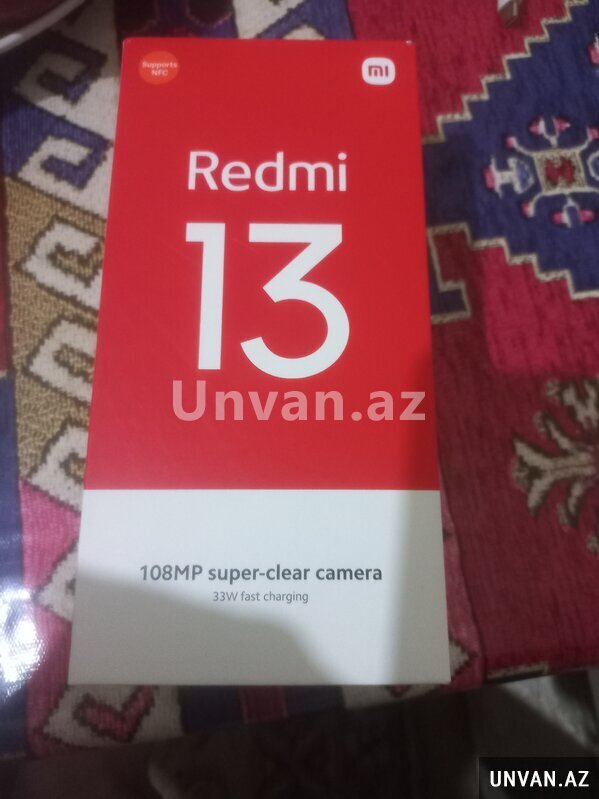 Supports
NFC
mi
Redmi
13
Unvan.az
108MP super-clear camera
33W fast charging
UNVAN.AZ